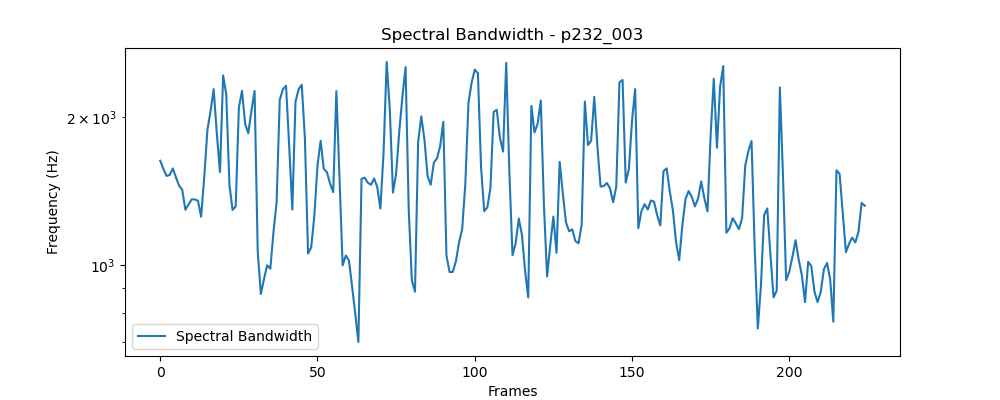 Spectral Bandwidth - p232_003
Frequency (Hz)
2 × 10³
10³
Spectral Bandwidth
0 50 100 150 200
Frames